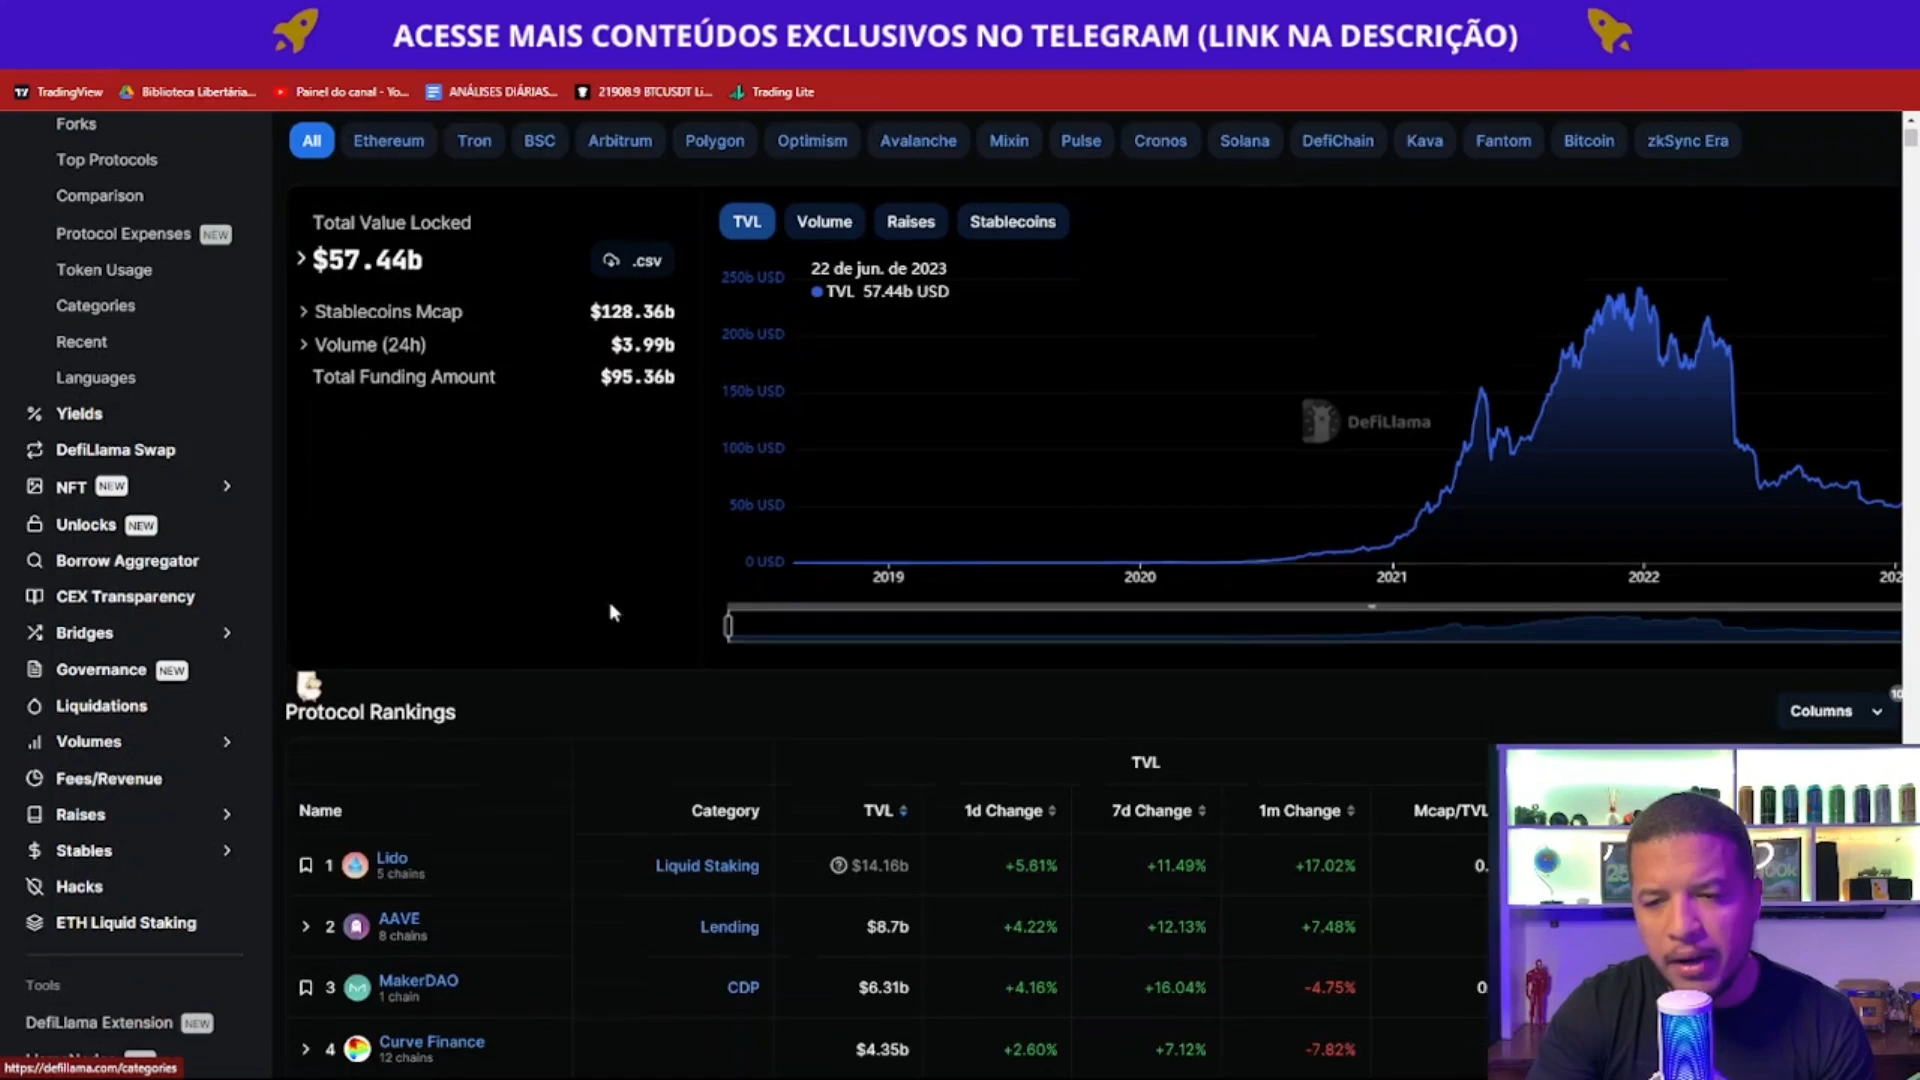 ACESSE MAIS CONTEÚDOS EXCLUSIVOS NO TELEGRAM (LINK NA DESCRIÇÃO)
TradingView
Biblioteca Libertária...
Painel do canal - Yo...
ANÁLISES DIÁRIAS...
21908.9 BTCUSDT Li...
Trading Lite
Forks
Top Protocols
Comparison
Protocol Expenses NEW
Token Usage
Categories
Recent
Languages
Yields
DefiLlama Swap
NFT NEW
Unlocks NEW
Borrow Aggregator
CEX Transparency
Bridges
Governance NEW
Liquidations
Volumes
Fees/Revenue
Raises
Stables
Hacks
ETH Liquid Staking
Tools
DefiLlama Extension NEW
https://defillama.com/categories
All Ethereum Tron BSC Arbitrum Polygon Optimism Avalanche Mixin Pulse Cronos Solana DefiChain Kava Fantom Bitcoin zkSync Era
Total Value Locked
$57.44b
.csv
Stablecoins Mcap $128.36b
Volume (24h) $3.99b
Total Funding Amount $95.36b
TVL Volume Raises Stablecoins
22 de jun. de 2023
TVL 57.44b USD
250b USD
200b USD
150b USD
100b USD
50b USD
0 USD
DefiLlama
2019 2020 2021 2022 202
Protocol Rankings
Columns
10
TVL
Name Category TVL 1d Change 7d Change 1m Change Mcap/TVL
1 Lido Liquid Staking $14.16b +5.61% +11.49% +17.02% 0.
5 chains
2 AAVE Lending $8.7b +4.22% +12.13% +7.48%
8 chains
3 MakerDAO CDP $6.31b +4.16% +16.04% -4.75% 0
1 chain
4 Curve Finance $4.35b +2.60% +7.12% -7.82%
12 chains